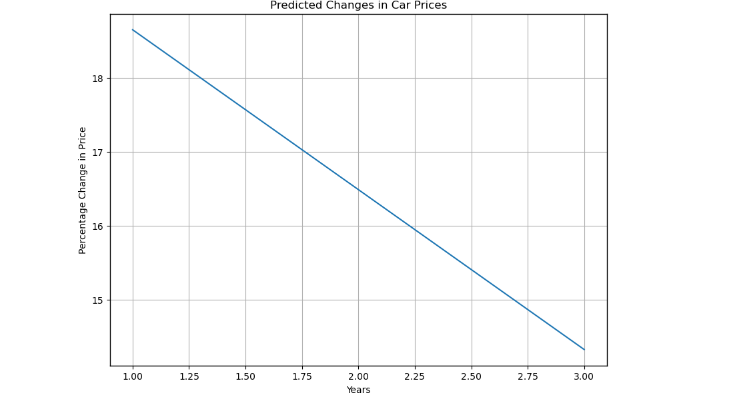 Predicted Changes in Car Prices
Percentage Change in Price
18
17
16
15
1.00 1.25 1.50 1.75 2.00 2.25 2.50 2.75 3.00
Years